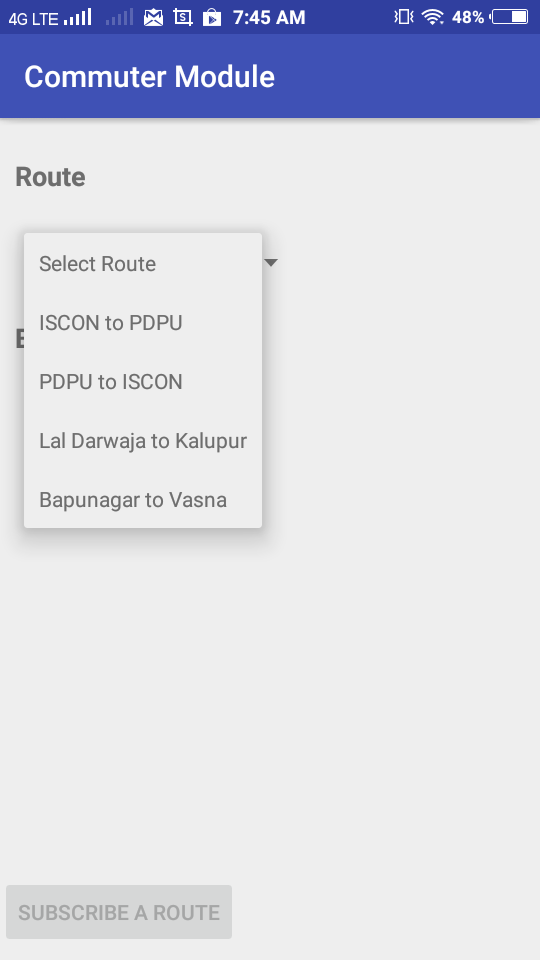 4G LTE 7:45 AM 48%
Commuter Module
Route
Select Route
ISCON to PDPU
PDPU to ISCON
Lal Darwaja to Kalupur
Bapunagar to Vasna
SUBSCRIBE A ROUTE